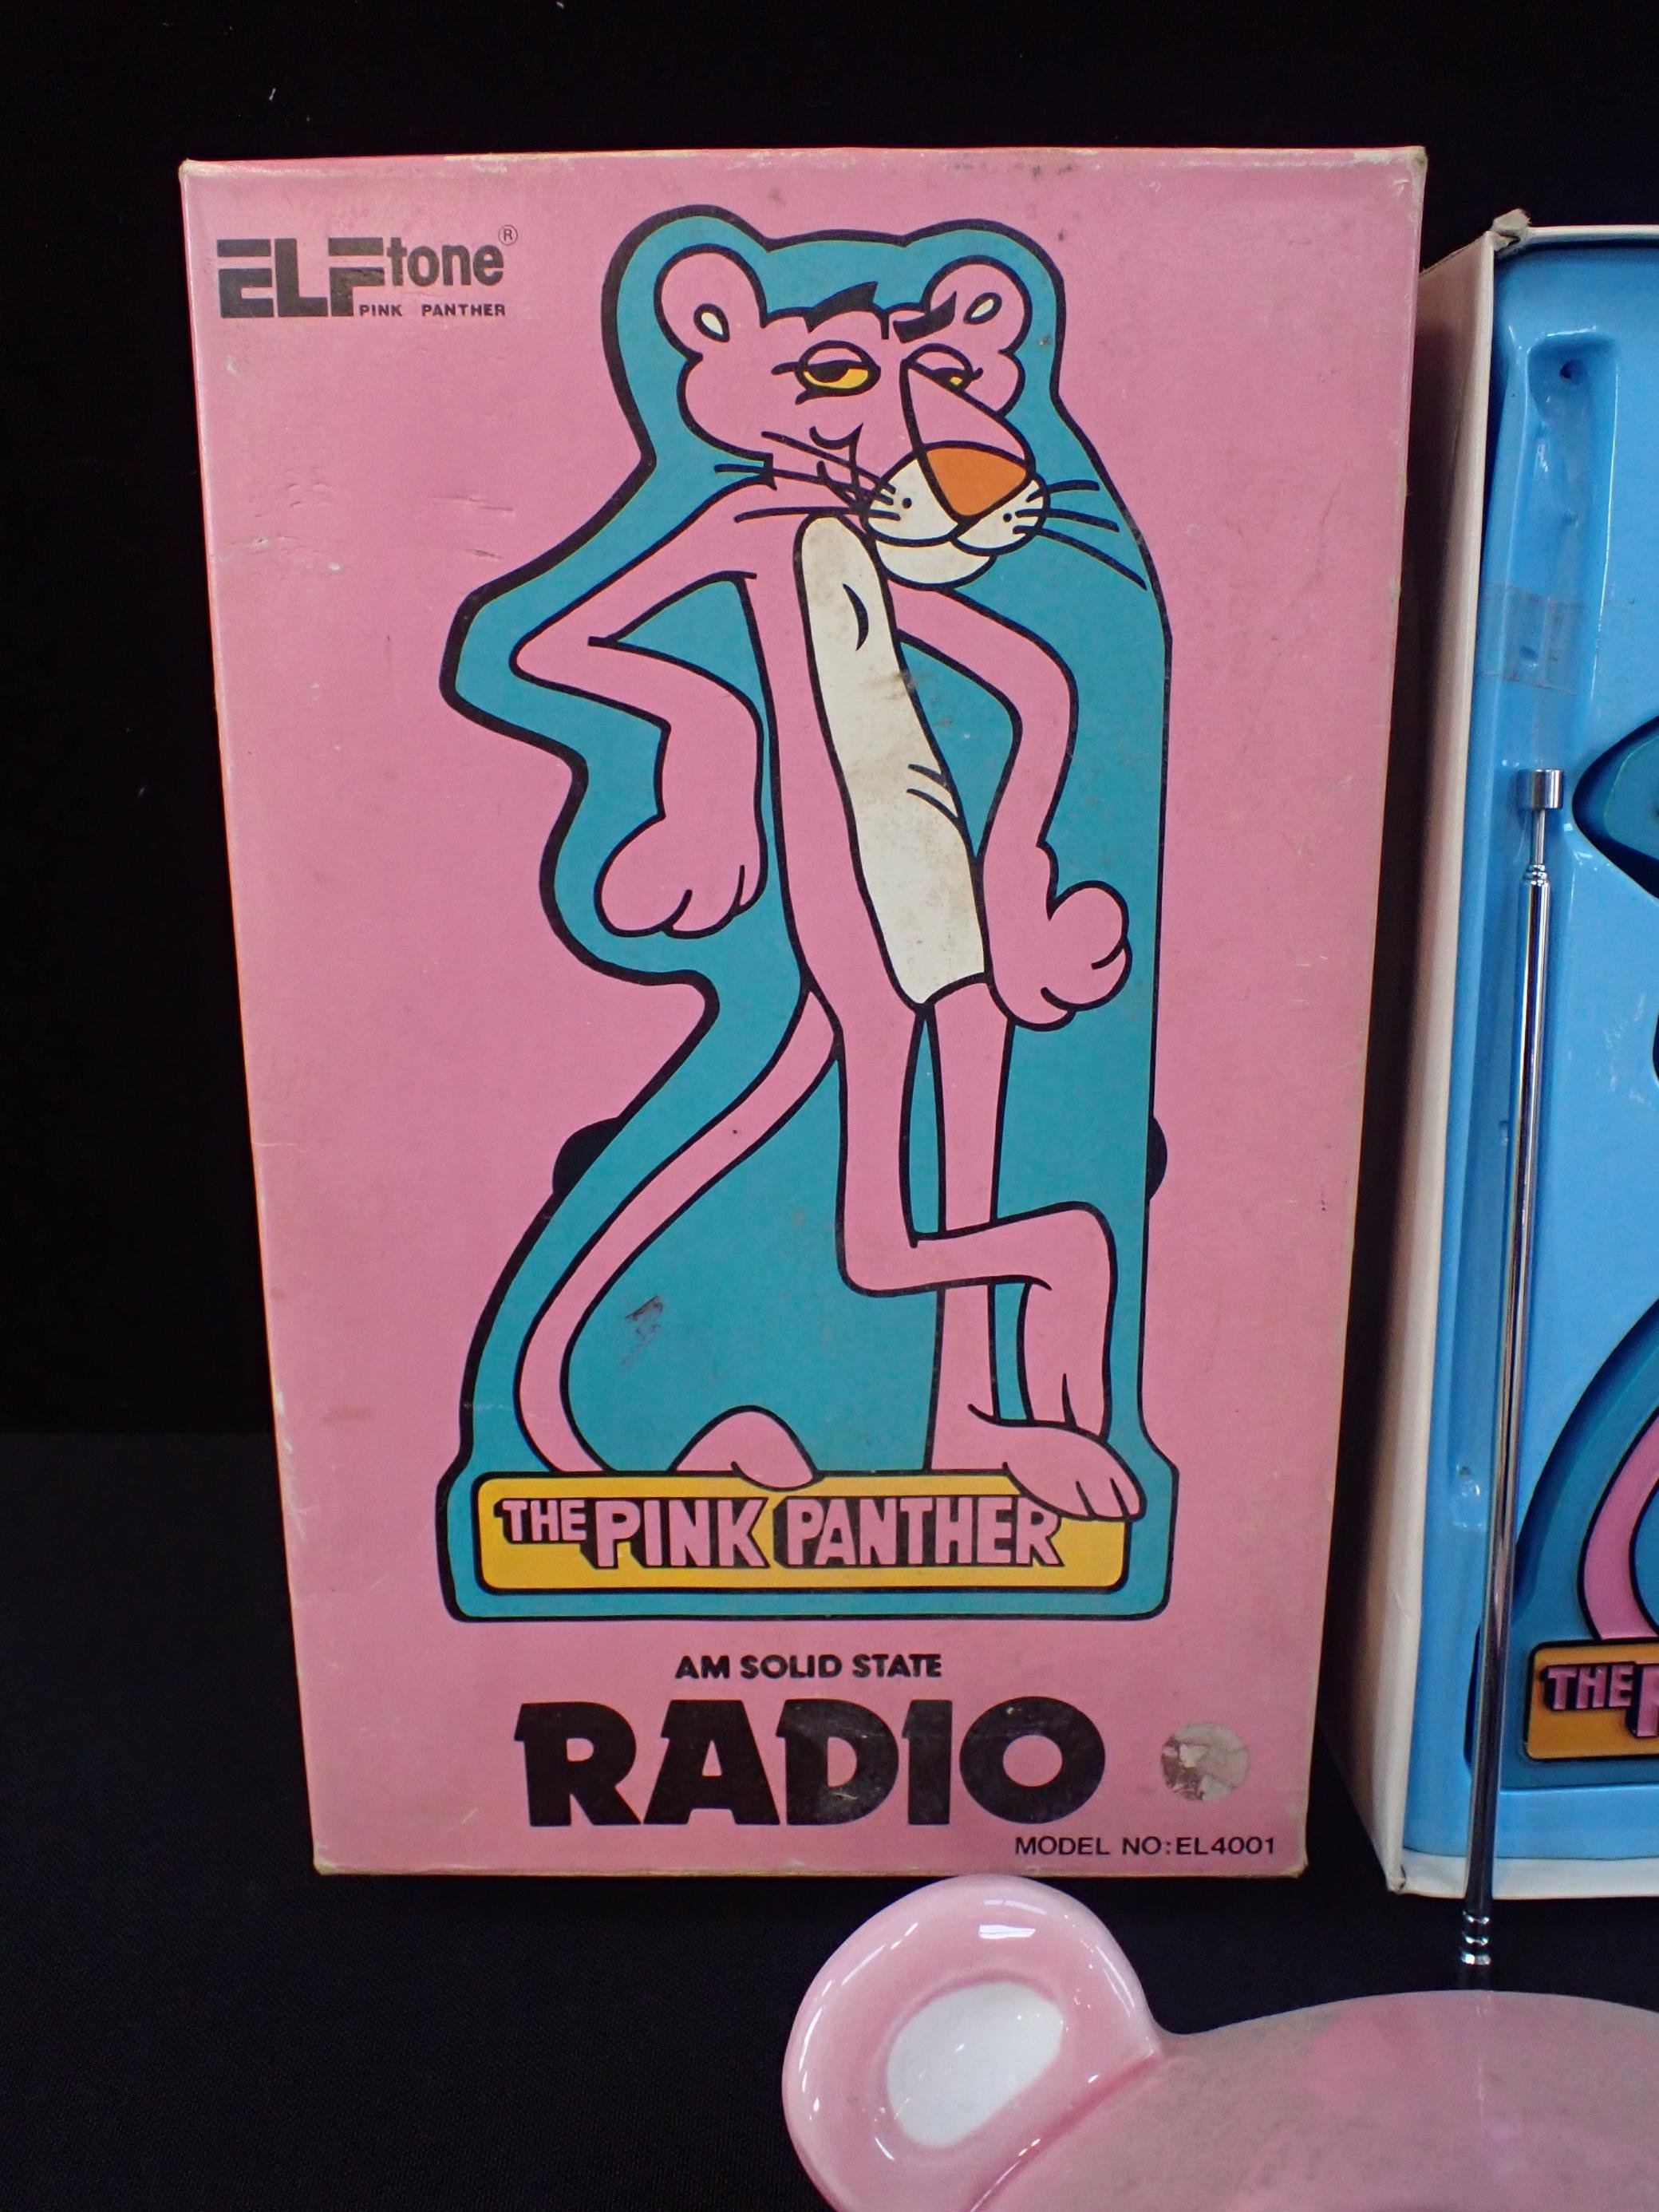 ELFtone®
PINK PANTHER
THE PINK PANTHER
AM SOLID STATE
RADIO
MODEL NO:EL4001
THE